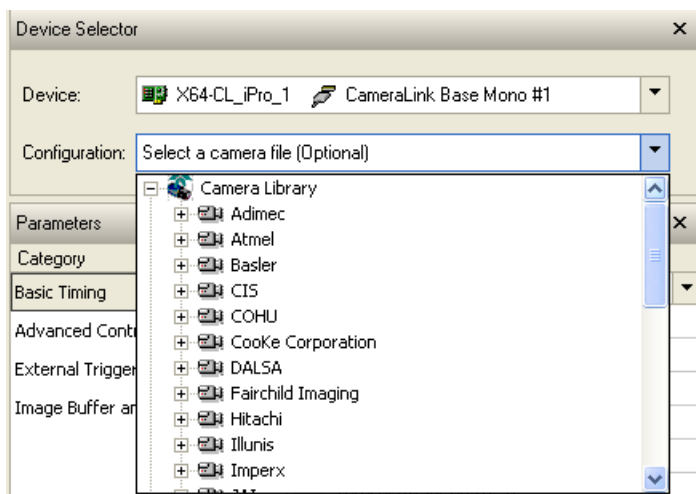 Device Selector
Device: X64-CL_iPro_1 CameraLink Base Mono #1
Configuration: Select a camera file (Optional)
Camera Library
Adimec
Atmel
Basler
CIS
COHU
CooKe Corporation
DALSA
Fairchild Imaging
Hitachi
Illunis
Imperx
Parameters
Category
Basic Timing
Advanced Cont
External Trigger
Image Buffer ar